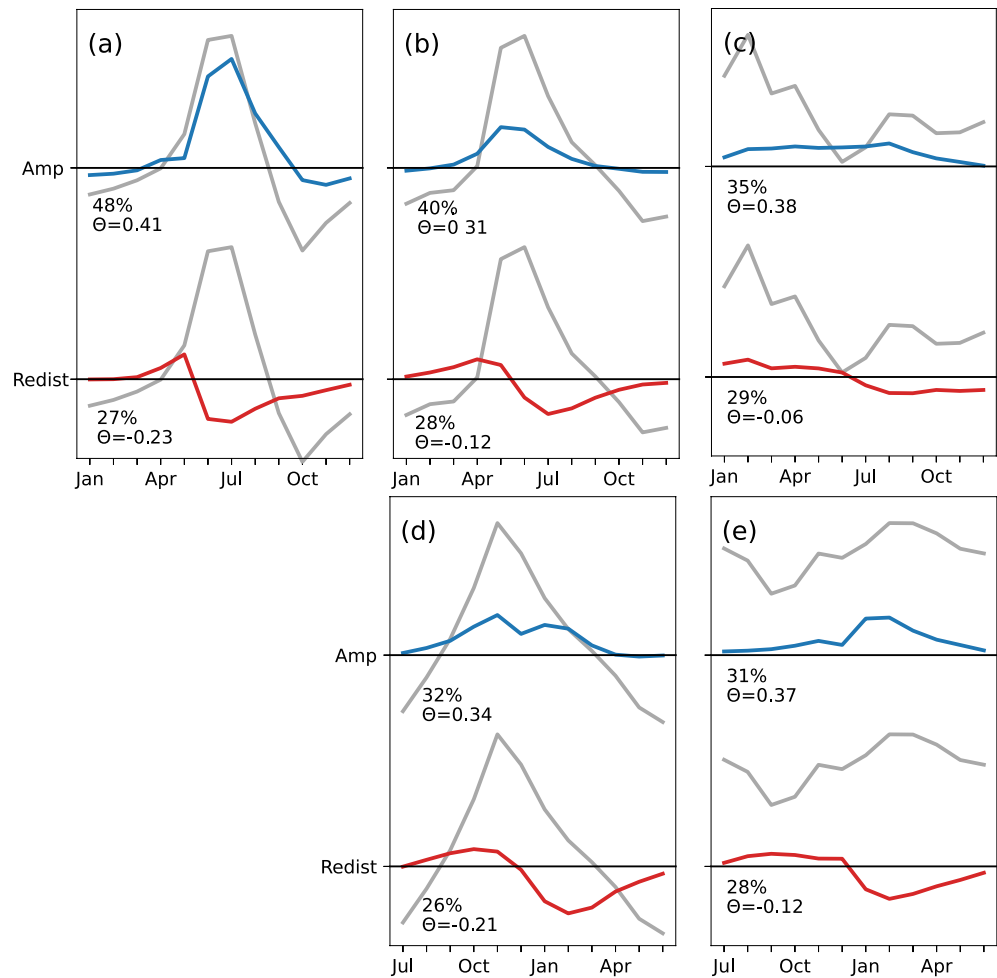 (a)
Amp
48%
Θ=0.41
Redist
27%
Θ=-0.23
Jan Apr Jul Oct
(b)
40%
Θ=0 31
28%
Θ=-0.12
Jan Apr Jul Oct
(c)
35%
Θ=0.38
29%
Θ=-0.06
Jan Apr Jul Oct
(d)
Amp
32%
Θ=0.34
Redist
26%
Θ=-0.21
Jul Oct Jan Apr
(e)
31%
Θ=0.37
28%
Θ=-0.12
Jul Oct Jan Apr